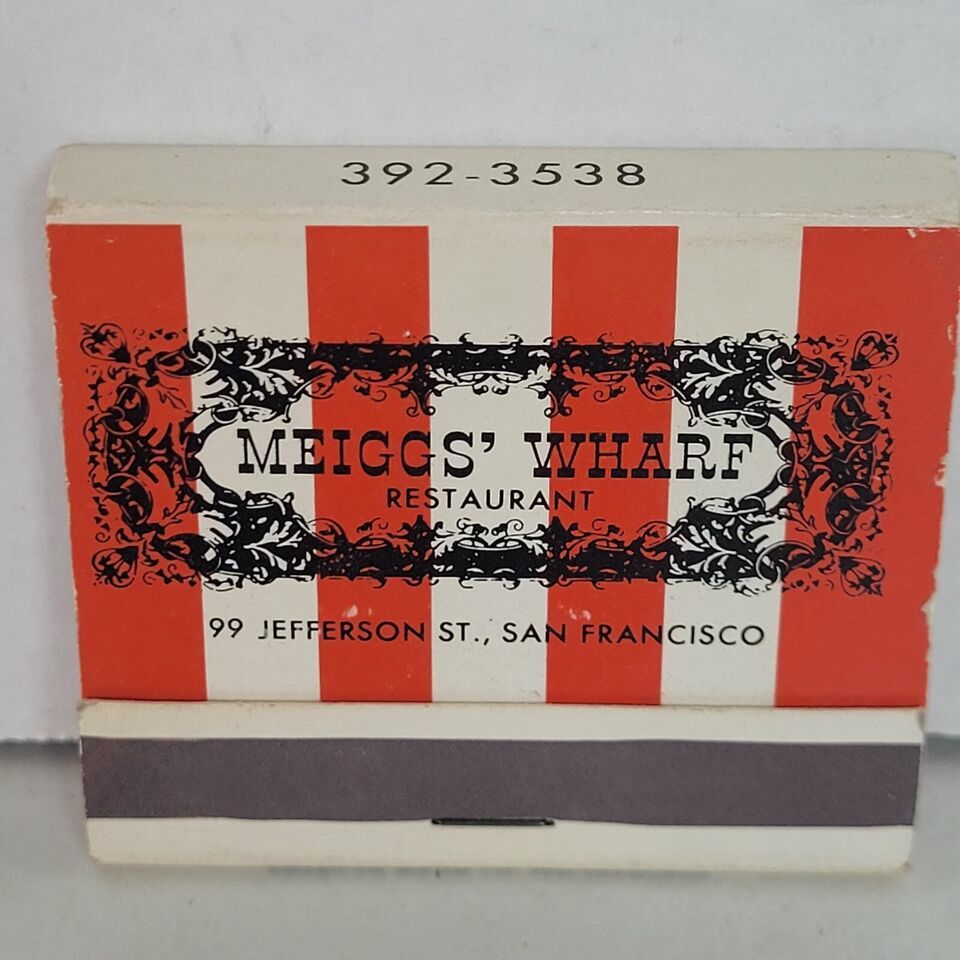 392-3538
MEIGGS' WHARF
RESTAURANT
99 JEFFERSON ST., SAN FRANCISCO